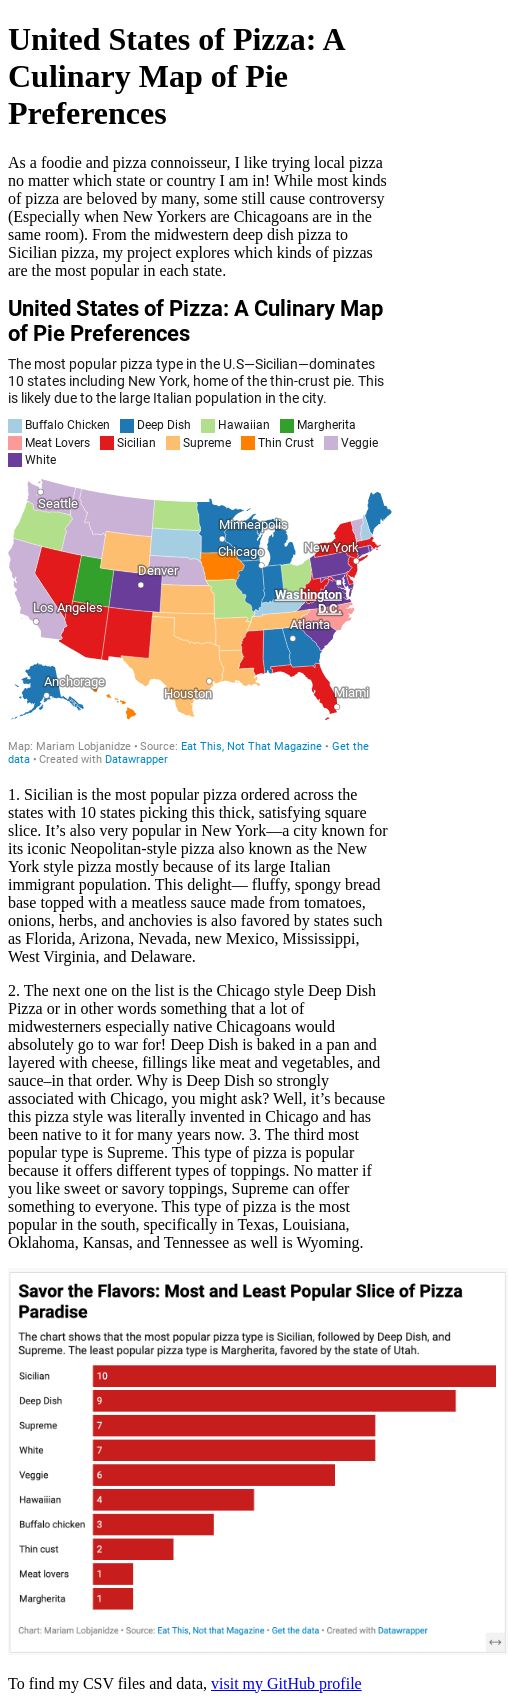 United States of Pizza: A
Culinary Map of Pie
Preferences
As a foodie and pizza connoisseur, I like trying local pizza
no matter which state or country I am in! While most kinds
of pizza are beloved by many, some still cause controversy
(Especially when New Yorkers are Chicagoans are in the
same room). From the midwestern deep dish pizza to
Sicilian pizza, my project explores which kinds of pizzas
are the most popular in each state.
United States of Pizza: A Culinary Map
of Pie Preferences
The most popular pizza type in the U.S—Sicilian—dominates
10 states including New York, home of the thin-crust pie. This
is likely due to the large Italian population in the city.
Buffalo Chicken Deep Dish Hawaiian Margherita
Meat Lovers Sicilian Supreme Thin Crust Veggie
White
Seattle
Minneapolis
Chicago
New York
Denver
Washington
D.C.
Los Angeles
Atlanta
Anchorage
Houston
Miami
Map: Mariam Lobjanidze • Source: Eat This, Not That Magazine • Get the
data • Created with Datawrapper
1. Sicilian is the most popular pizza ordered across the
states with 10 states picking this thick, satisfying square
slice. It’s also very popular in New York—a city known for
its iconic Neopolitan-style pizza also known as the New
York style pizza mostly because of its large Italian
immigrant population. This delight— fluffy, spongy bread
base topped with a meatless sauce made from tomatoes,
onions, herbs, and anchovies is also favored by states such
as Florida, Arizona, Nevada, new Mexico, Mississippi,
West Virginia, and Delaware.
2. The next one on the list is the Chicago style Deep Dish
Pizza or in other words something that a lot of
midwesterners especially native Chicagoans would
absolutely go to war for! Deep Dish is baked in a pan and
layered with cheese, fillings like meat and vegetables, and
sauce–in that order. Why is Deep Dish so strongly
associated with Chicago, you might ask? Well, it’s because
this pizza style was literally invented in Chicago and has
been native to it for many years now. 3. The third most
popular type is Supreme. This type of pizza is popular
because it offers different types of toppings. No matter if
you like sweet or savory toppings, Supreme can offer
something to everyone. This type of pizza is the most
popular in the south, specifically in Texas, Louisiana,
Oklahoma, Kansas, and Tennessee as well is Wyoming.
Savor the Flavors: Most and Least Popular Slice of Pizza
Paradise
The chart shows that the most popular pizza type is Sicilian, followed by Deep Dish, and
Supreme. The least popular pizza type is Margherita, favored by the state of Utah.
Sicilian 10
Deep Dish 9
Supreme 7
White 7
Veggie 6
Hawaiiian 4
Buffalo chicken 3
Thin cust 2
Meat lovers 1
Margherita 1
Chart: Mariam Lobjanidze • Source: Eat This, Not that Magazine • Get the data • Created with Datawrapper
To find my CSV files and data, visit my GitHub profile